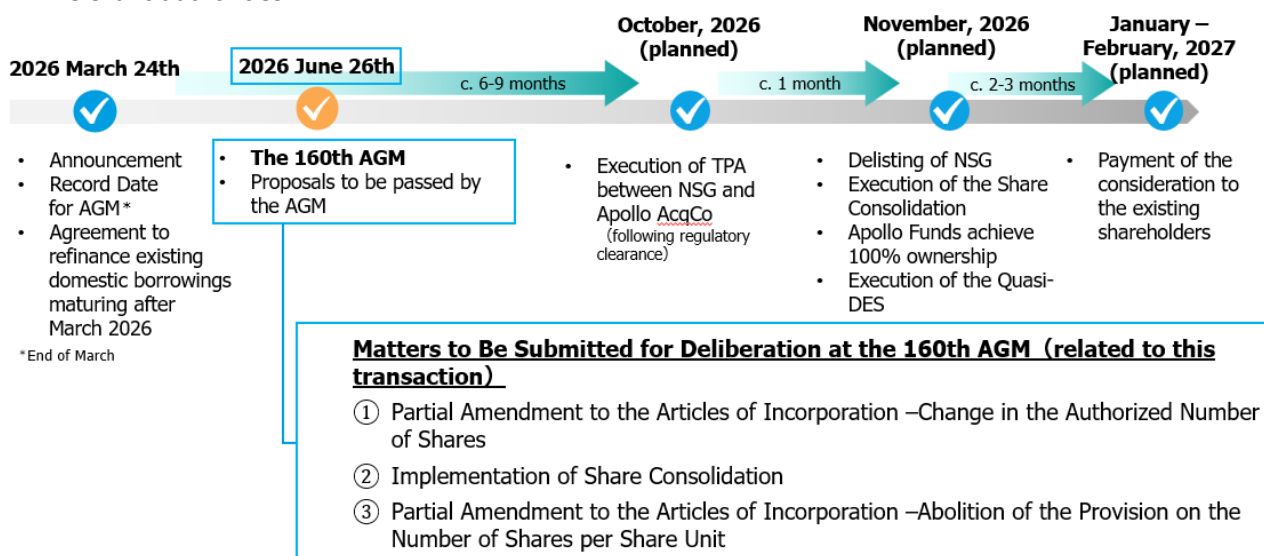 2026 March 24th
2026 June 26th
October, 2026
(planned)
November, 2026
(planned)
January –
February, 2027
(planned)
c. 6-9 months
c. 1 month
c. 2-3 months
• Announcement
• Record Date
for AGM*
• Agreement to
refinance existing
domestic borrowings
maturing after
March 2026
*End of March
• The 160th AGM
• Proposals to be passed by
the AGM
• Execution of TPA
between NSG and
Apollo AcqCo
（following regulatory
clearance）
• Delisting of NSG
• Execution of the Share
Consolidation
• Apollo Funds achieve
100% ownership
• Execution of the Quasi-
DES
• Payment of the
consideration to
the existing
shareholders
Matters to Be Submitted for Deliberation at the 160th AGM（related to this
transaction）
① Partial Amendment to the Articles of Incorporation –Change in the Authorized Number
of Shares
② Implementation of Share Consolidation
③ Partial Amendment to the Articles of Incorporation –Abolition of the Provision on the
Number of Shares per Share Unit